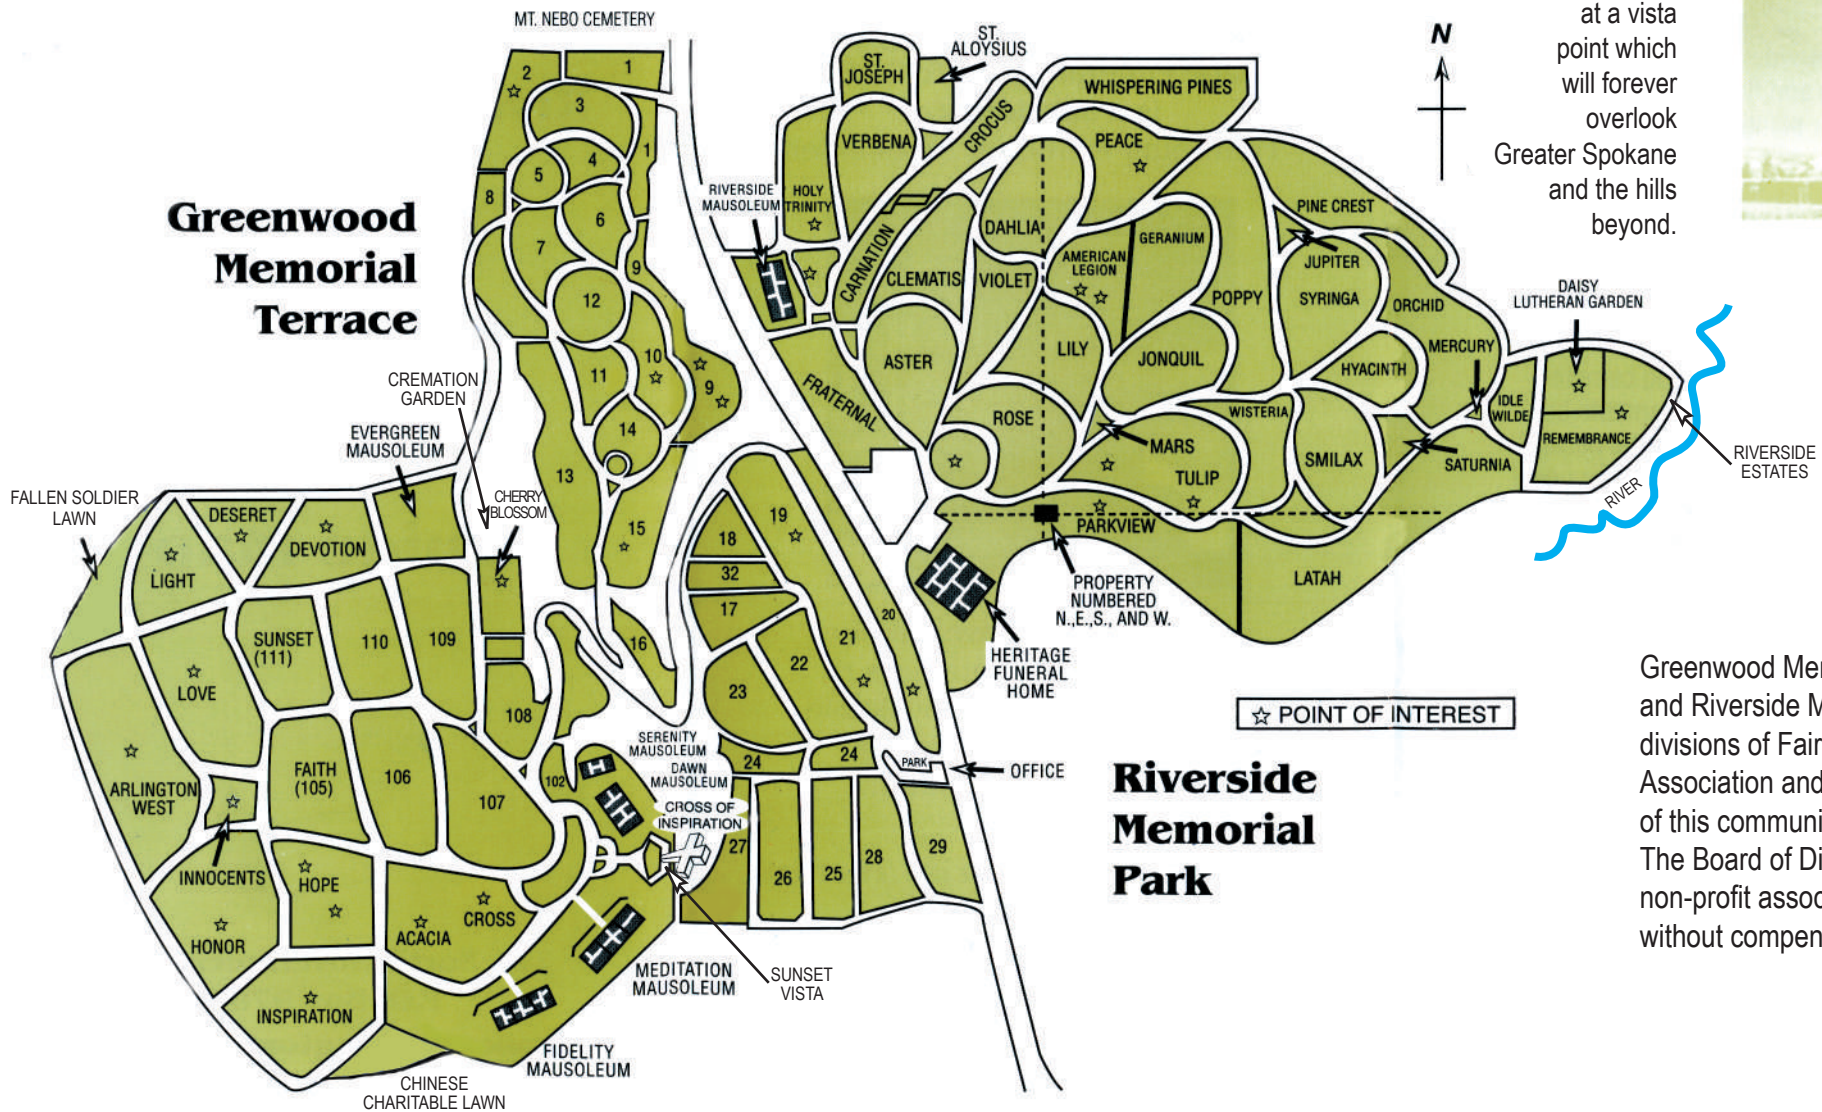 MT. NEBO CEMETERY
at a vista
point which
will forever
overlook
Greater Spokane
and the hills
beyond.
N
ST.
ALOYSIUS
ST.
JOSEPH
WHISPERING PINES
VERBENA
CROCUS
PEACE
RIVERSIDE
MAUSOLEUM
HOLY
TRINITY
PINE CREST
DAHLIA
GERANIUM
AMERICAN
LEGION
JUPITER
CARNATION
CLEMATIS
VIOLET
POPPY
SYRINGA
ORCHID
DAISY
LUTHERAN GARDEN
ASTER
LILY
JONQUIL
MERCURY
HYACINTH
FRATERNAL
ROSE
WISTERIA
IDLE
WILDE
REMEMBRANCE
MARS
TULIP
SMILAX
SATURNIA
RIVERSIDE
ESTATES
RIVER
PARKVIEW
LATAH
PROPERTY
NUMBERED
N.,E.,S., AND W.
HERITAGE
FUNERAL
HOME
☆ POINT OF INTEREST
Greenwood
Memorial
Terrace
1
2
3
1
4
5
8
6
7
9
12
10
9
11
14
13
15
16
CREMATION
GARDEN
EVERGREEN
MAUSOLEUM
CHERRY
BLOSSOM
FALLEN SOLDIER
LAWN
DESERET
DEVOTION
LIGHT
SUNSET
(111)
110
109
LOVE
108
ARLINGTON
WEST
FAITH
(105)
106
107
102
INNOCENTS
HOPE
HONOR
ACACIA
CROSS
INSPIRATION
18
19
32
17
20
21
22
23
24
24
SERENITY
MAUSOLEUM
DAWN
MAUSOLEUM
CROSS OF
INSPIRATION
PARK
OFFICE
27
26
25
28
29
MEDITATION
MAUSOLEUM
SUNSET
VISTA
FIDELITY
MAUSOLEUM
CHINESE
CHARITABLE LAWN
Riverside
Memorial
Park
Greenwood Mem
and Riverside M
divisions of Fair
Association and
of this communi
The Board of Di
non-profit assoc
without compen